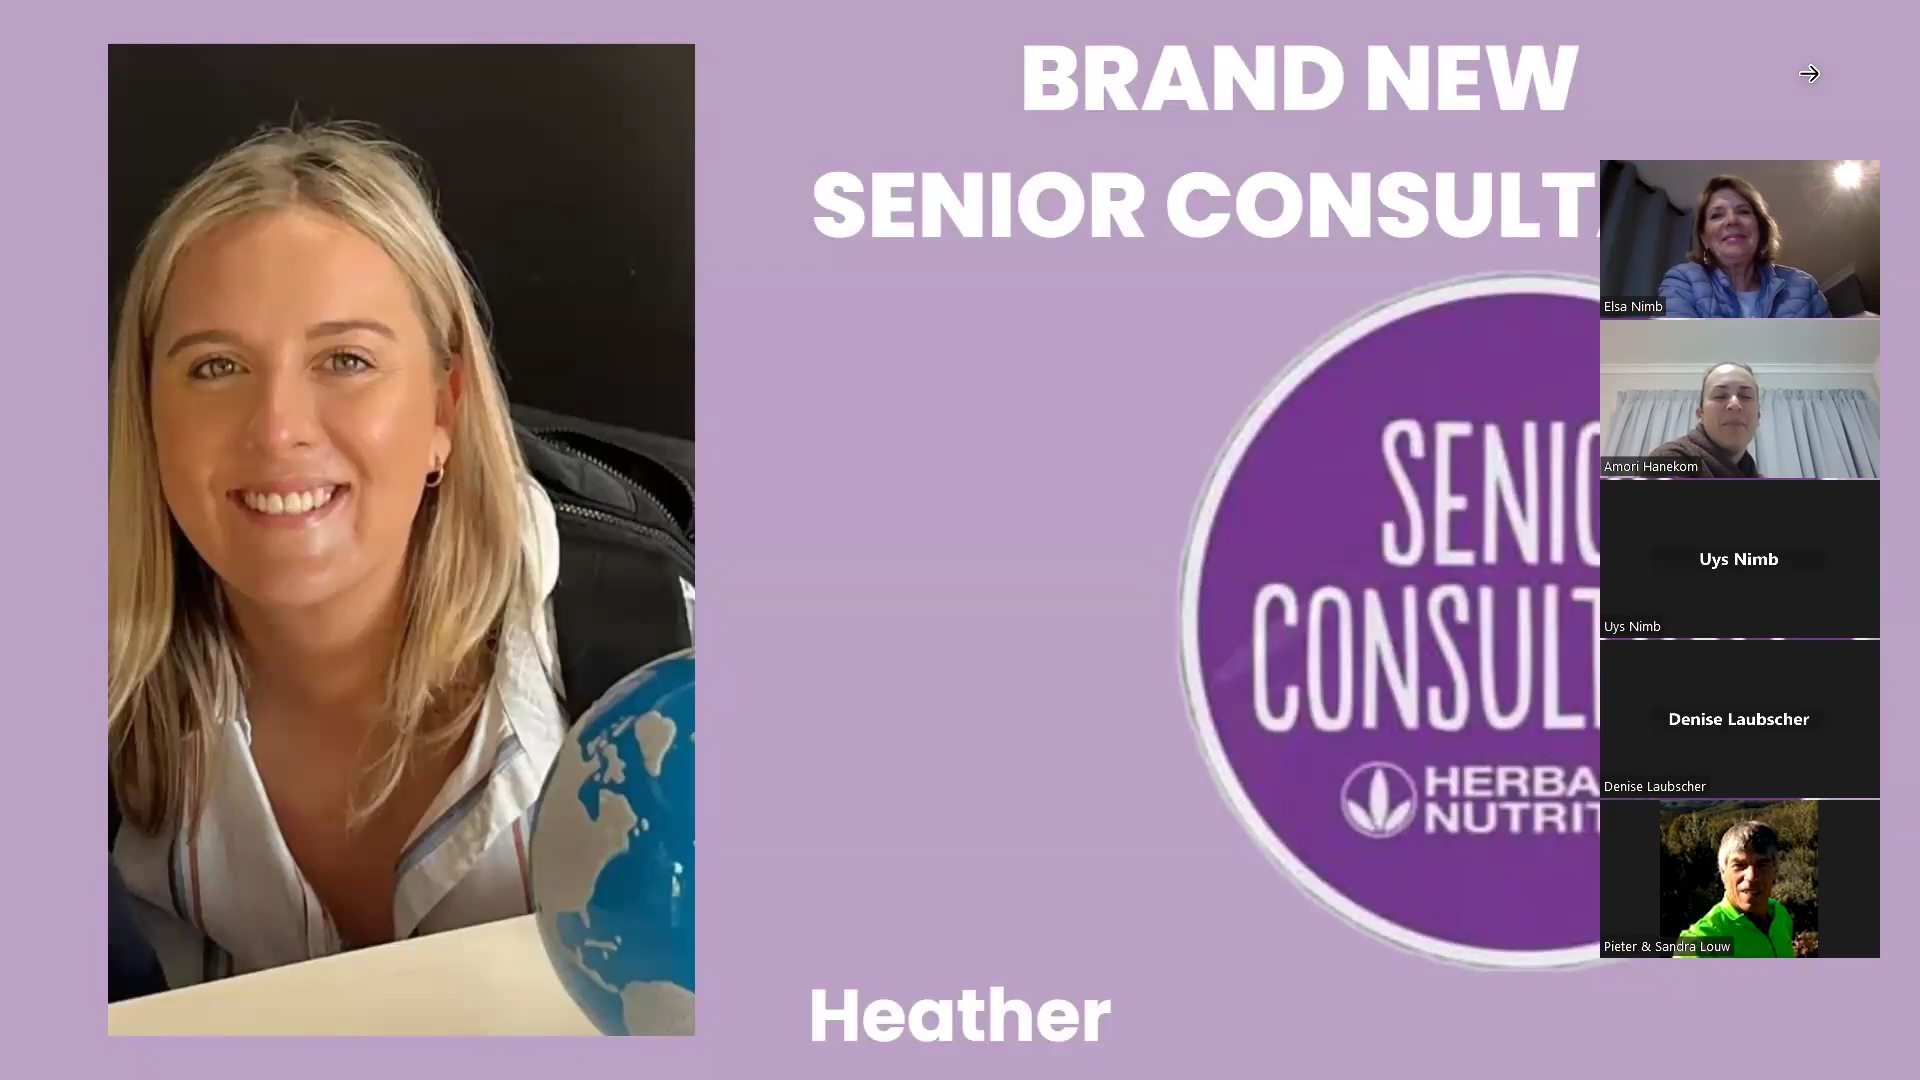 BRAND NEW
SENIOR CONSULT
SENIO
CONSULT
HERBA
NUTRIT
Heather
Elsa Nimb
Amori Hanekom
Uys Nimb
Uys Nimb
Denise Laubscher
Denise Laubscher
Pieter & Sandra Louw